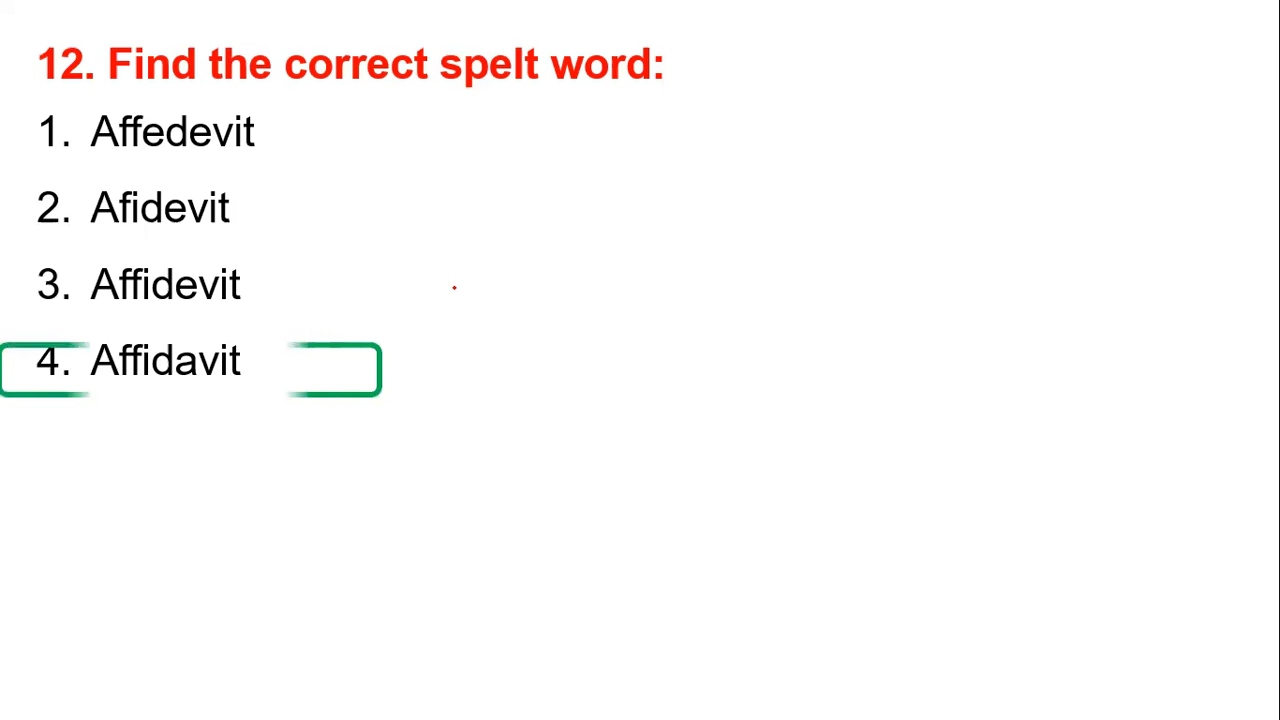 12. Find the correct spelt word:
1. Affedevit
2. Afidevit
3. Affidevit
4. Affidavit